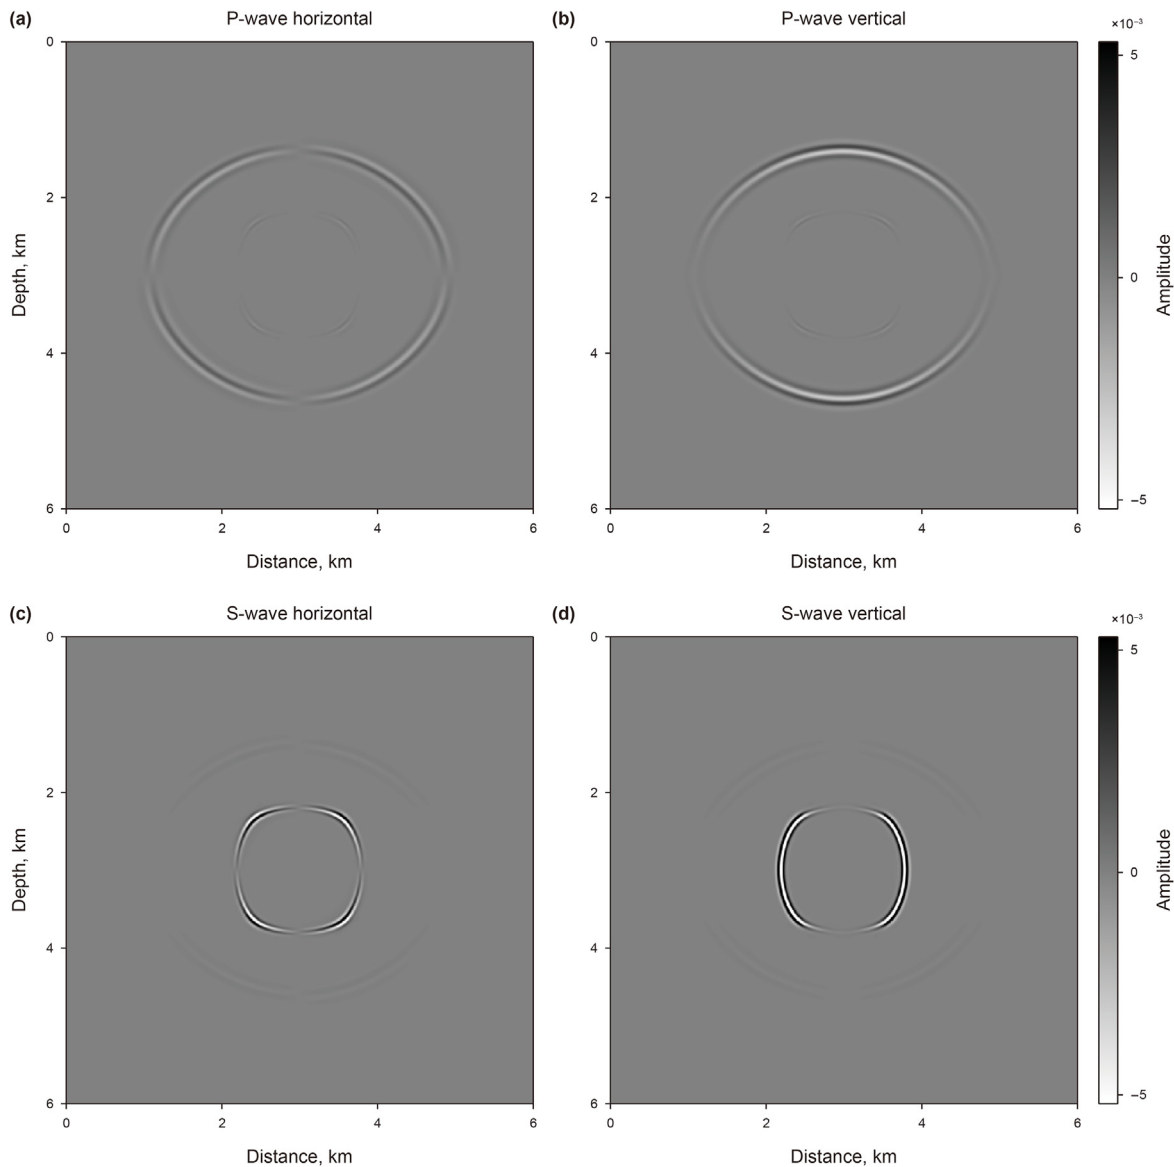 (a) P-wave horizontal
(b) P-wave vertical
×10⁻³
0
2
4
6
Depth, km
0 2 4 6
Distance, km
0
2
4
6
0 2 4 6
Distance, km
5
0
−5
Amplitude
(c) S-wave horizontal
(d) S-wave vertical
×10⁻³
0
2
4
6
Depth, km
0 2 4 6
Distance, km
0
2
4
6
0 2 4 6
Distance, km
5
0
−5
Amplitude